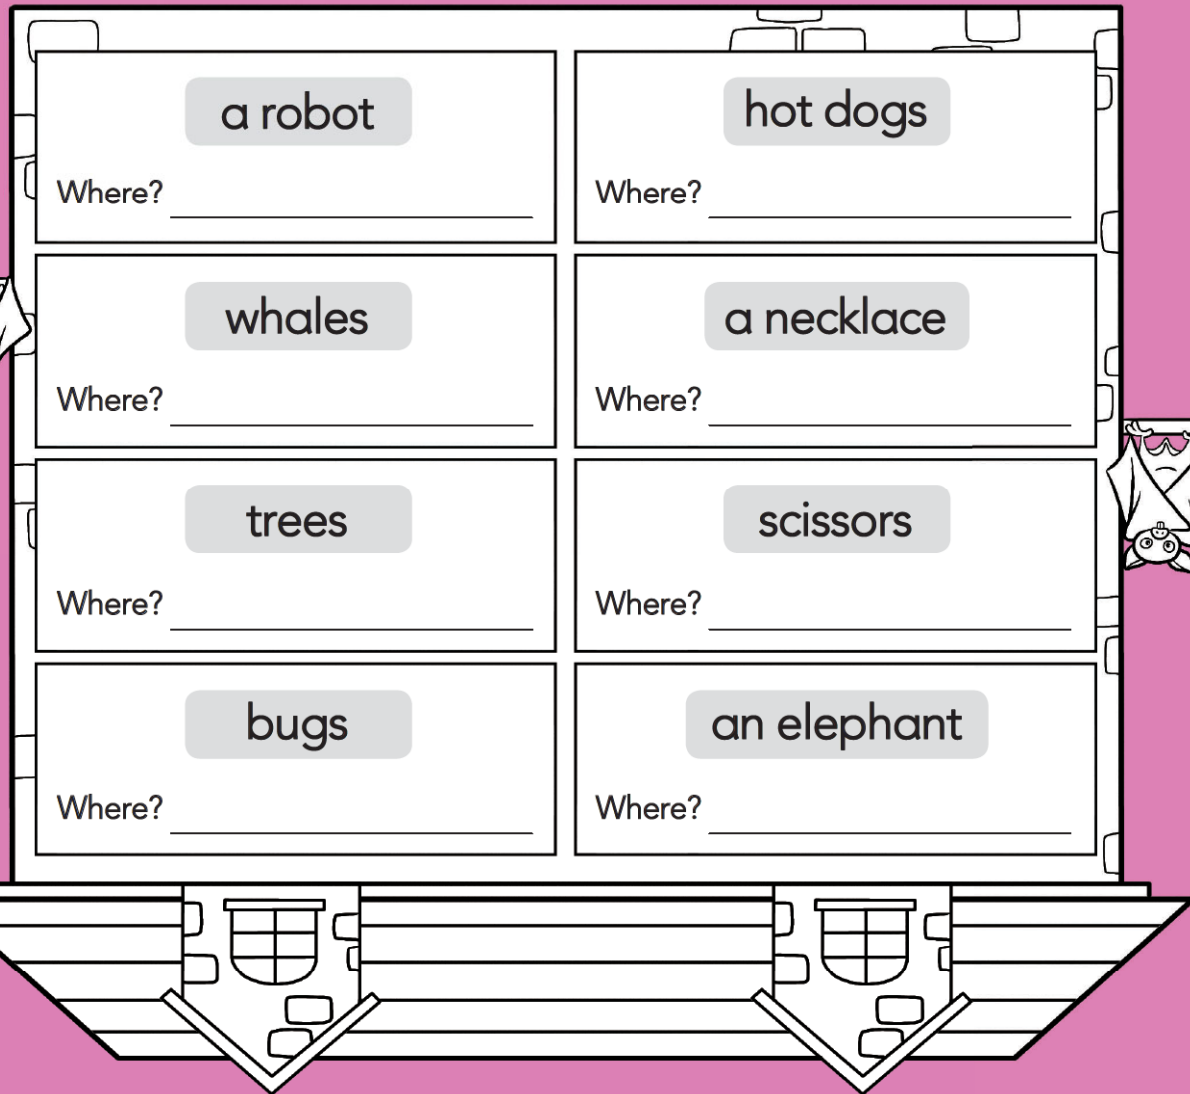 a robot
Where?
hot dogs
Where?
whales
Where?
a necklace
Where?
trees
Where?
scissors
Where?
bugs
Where?
an elephant
Where?